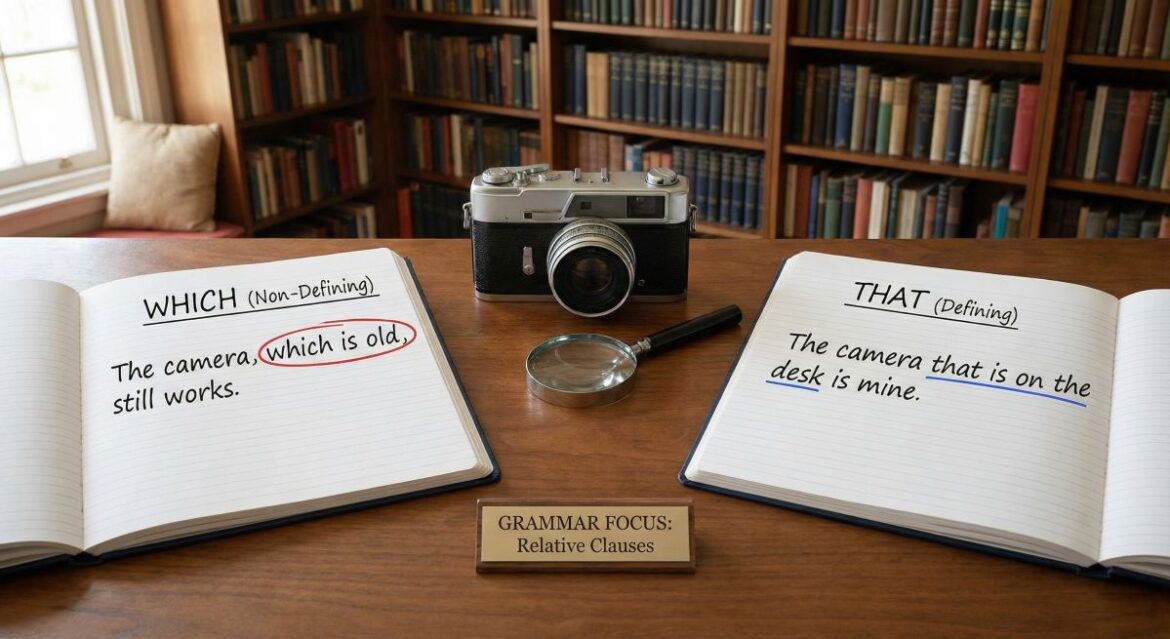 WHICH (Non-Defining)
The camera, which is old,
still works.
THAT (Defining)
The camera that is on the
desk is mine.
GRAMMAR FOCUS:
Relative Clauses